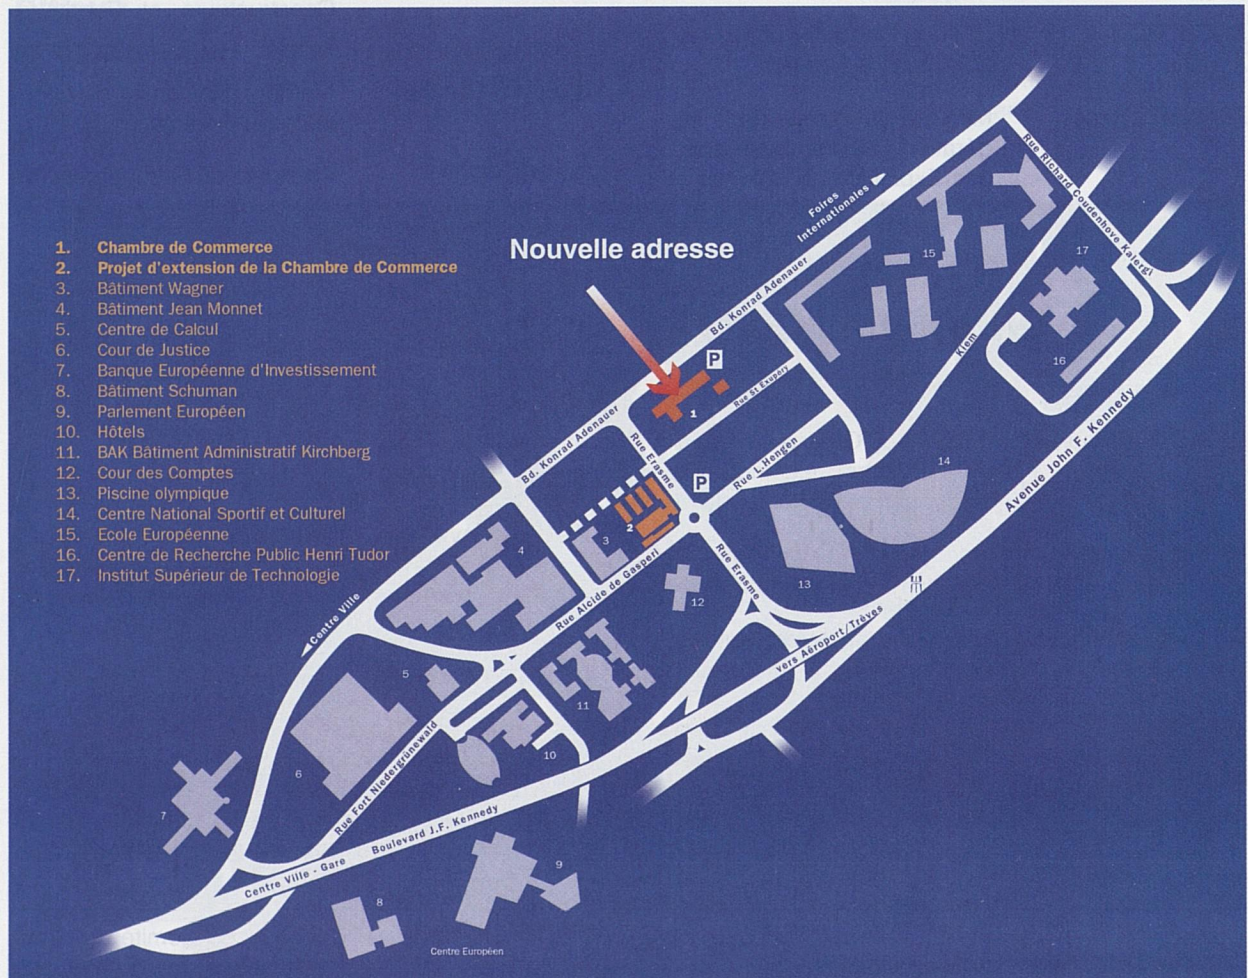 Nouvelle adresse
1. Chambre de Commerce
2. Projet d'extension de la Chambre de Commerce
3. Bâtiment Wagner
4. Bâtiment Jean Monnet
5. Centre de Calcul
6. Cour de Justice
7. Banque Européenne d'Investissement
8. Bâtiment Schuman
9. Parlement Européen
10. Hôtels
11. BAK Bâtiment Administratif Kirchberg
12. Cour des Comptes
13. Piscine olympique
14. Centre National Sportif et Culturel
15. Ecole Européenne
16. Centre de Recherche Public Henri Tudor
17. Institut Supérieur de Technologie
Foires
Internationales
Rue Richard Coudenhove Kalergi
Bd. Konrad Adenauer
15
17
Kiem
16
P
Rue St Exupéry
1
Bd. Konrad Adenauer
Rue Erasme
Rue L.Hengen
P
14
Avenue John F. Kennedy
2
3
4
Rue Alcide de Gasperi
Rue Erasme
13
12
Centre Ville
vers Aéroport/Trèves
5
11
10
6
Rue Fort Niedergrünewald
7
Boulevard J.F. Kennedy
Centre Ville - Gare
9
8
Centre Européen